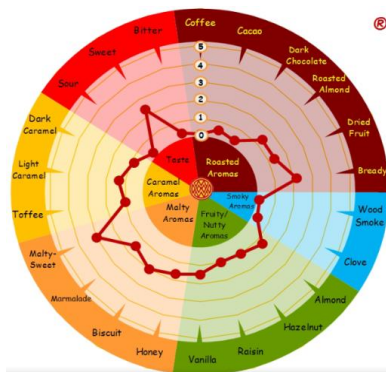 ®
Coffee
Cacao
Dark
Chocolate
Roasted
Almond
Dried
Fruit
Bready
Wood
Smoke
Clove
Almond
Hazelnut
Raisin
Vanilla
Honey
Biscuit
Marmalade
Malty-
Sweet
Toffee
Light
Caramel
Dark
Caramel
Sour
Sweet
Bitter
5
4
3
2
1
0
Taste
Roasted
Aromas
Caramel
Aromas
Smoky
Aromas
Malty
Aromas
Fruity/
Nutty
Aromas